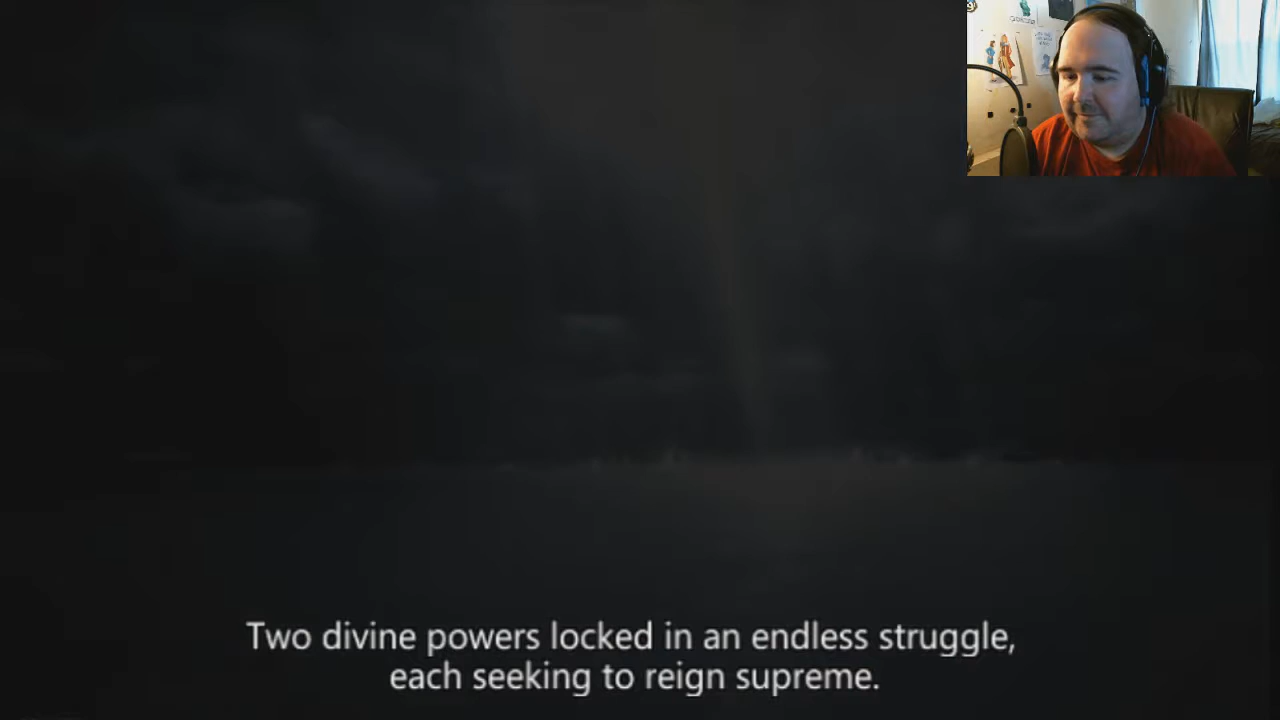 Two divine powers locked in an endless struggle,
each seeking to reign supreme.